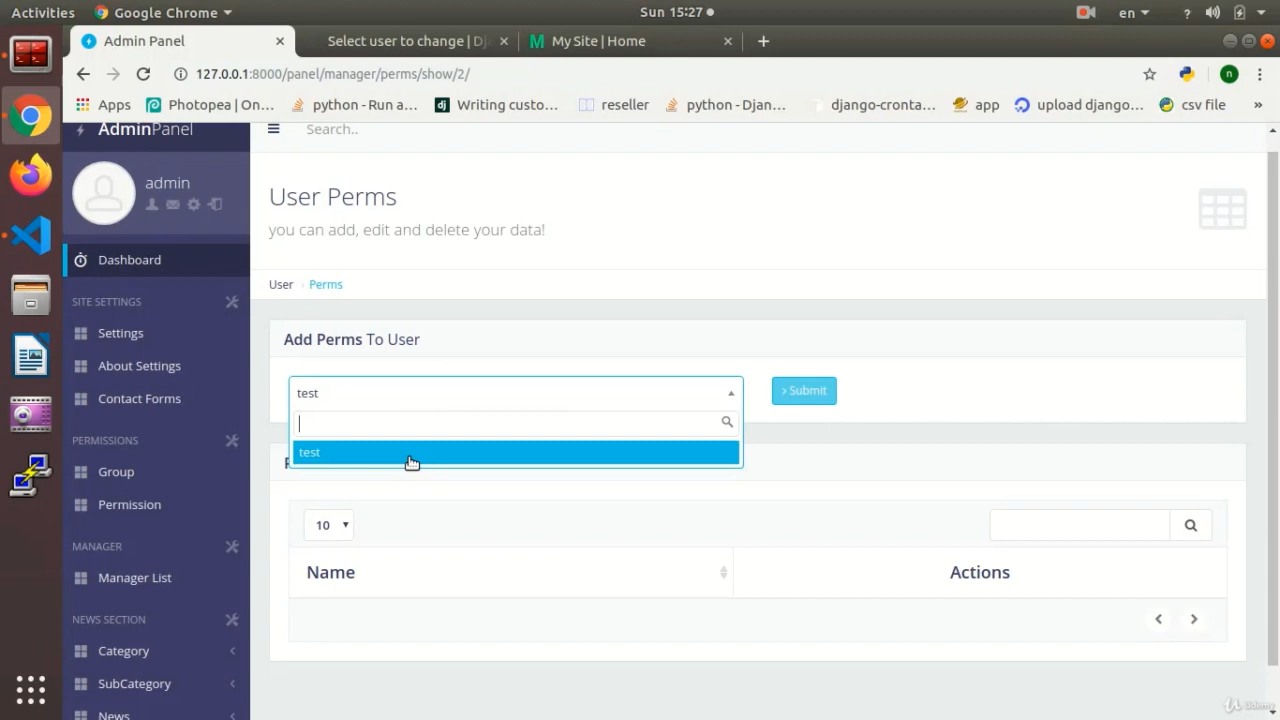 Activities
Google Chrome
Sun 15:27
en
?
Admin Panel
Select user to change | Dj
My Site | Home
127.0.0.1:8000/panel/manager/perms/show/2/
n
Apps
Photopea | On...
python - Run a...
dj
Writing custo...
reseller
python - Djan...
django-cronta...
app
upload django...
csv file
»
AdminPanel
Search..
admin
User Perms
you can add, edit and delete your data!
Dashboard
User
Perms
SITE SETTINGS
Settings
About Settings
Contact Forms
Add Perms To User
test
> Submit
test
PERMISSIONS
Group
Permission
10
MANAGER
Manager List
Name
Actions
NEWS SECTION
Category
SubCategory
News
Udemy